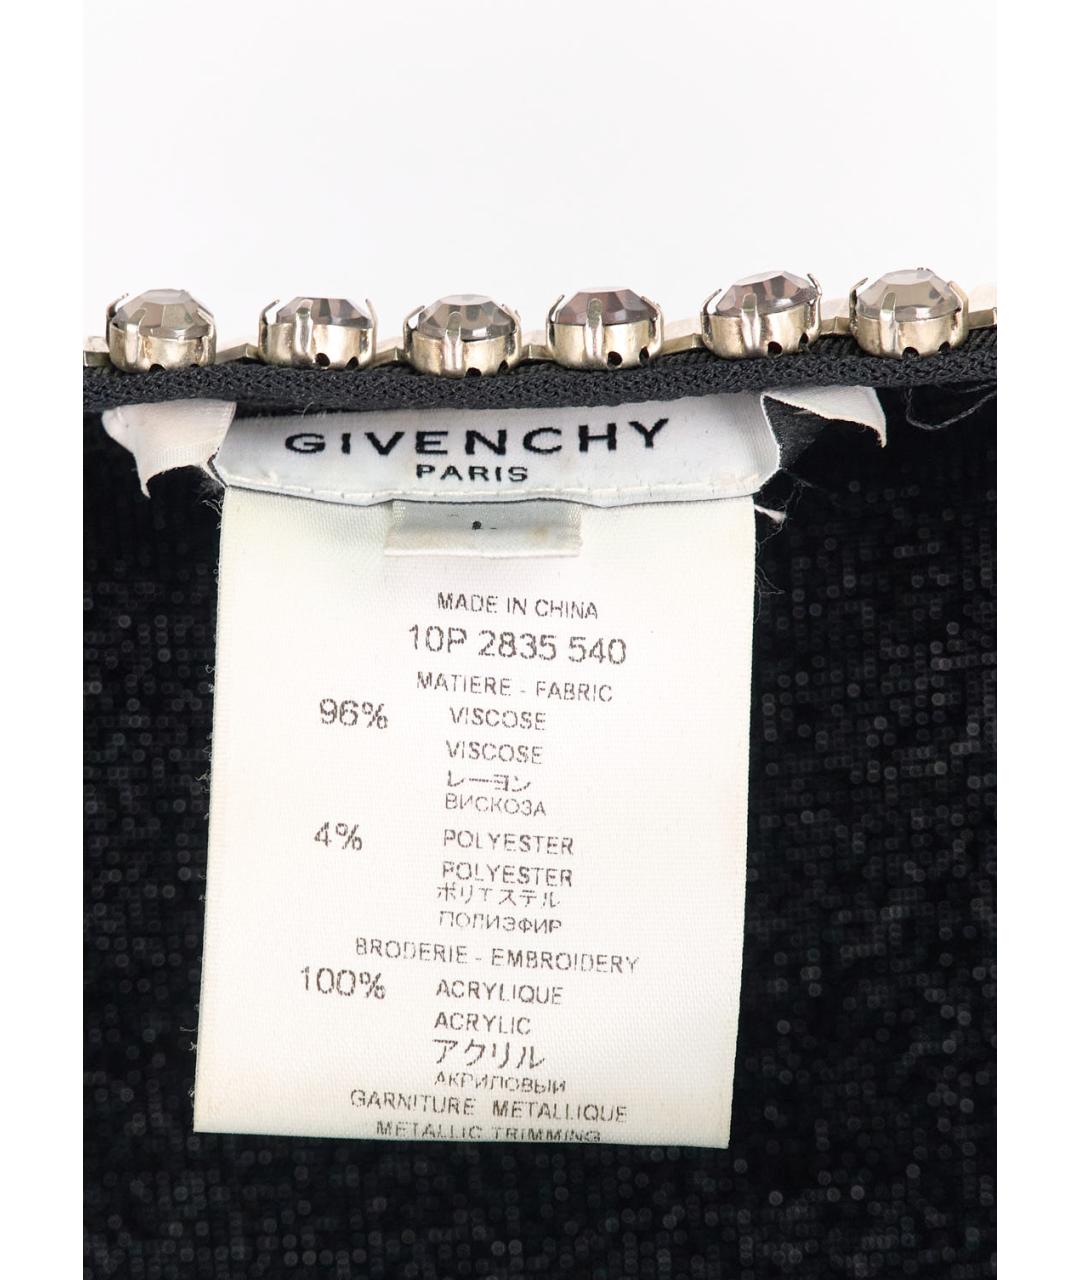 GIVENCHY
PARIS
MADE IN CHINA
10P 2835 540
MATIERE - FABRIC
96% VISCOSE
VISCOSE
レーヨン
ВИСКОЗА
4% POLYESTER
POLYESTER
ポリエステル
ПОЛИЭФИР
BRODERIE - EMBROIDERY
100% ACRYLIQUE
ACRYLIC
アクリル
АКРИЛОВЫЙ
GARNITURE METALLIQUE
METALLIC TRIMMING